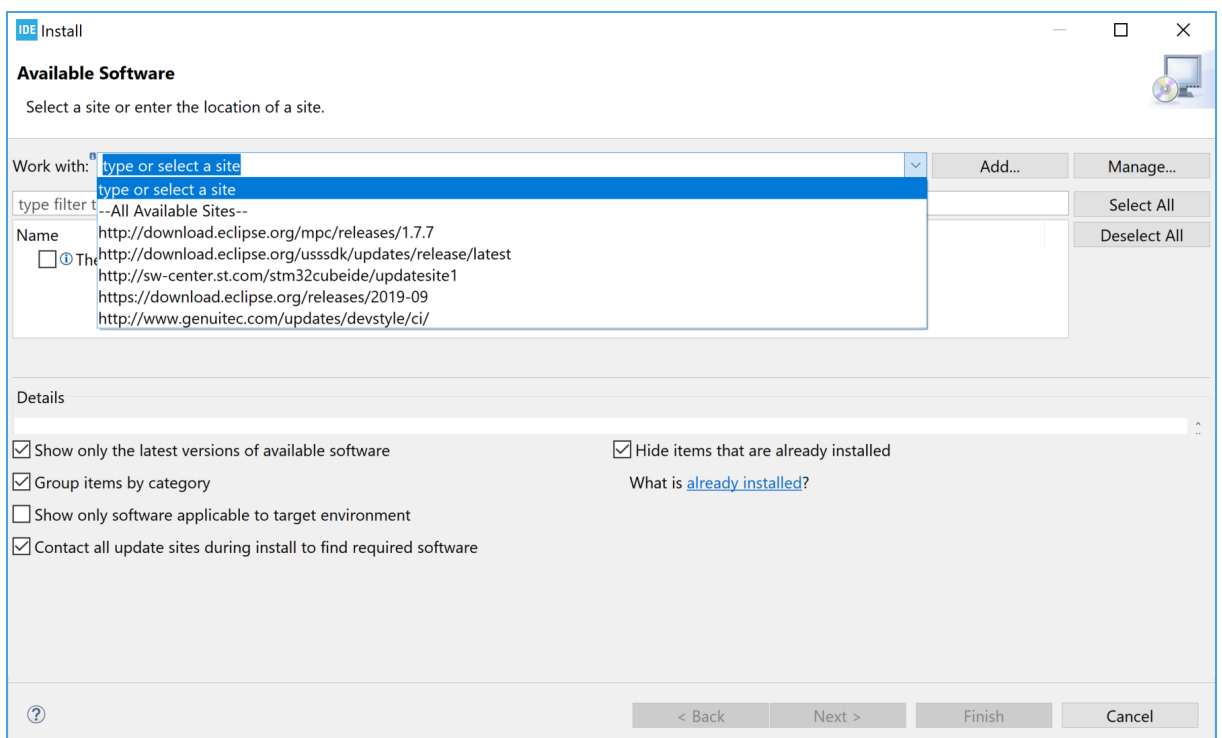 IDE Install
Available Software
Select a site or enter the location of a site.
Work with: type or select a site Add... Manage...
type or select a site
type filter t
--All Available Sites--
Select All
http://download.eclipse.org/mpc/releases/1.7.7
Name
Deselect All
http://download.eclipse.org/usssdk/updates/release/latest
The
http://sw-center.st.com/stm32cubeide/updatesite1
https://download.eclipse.org/releases/2019-09
http://www.genuitec.com/updates/devstyle/ci/
Details
Show only the latest versions of available software
Hide items that are already installed
Group items by category
What is already installed?
Show only software applicable to target environment
Contact all update sites during install to find required software
< Back Next > Finish Cancel